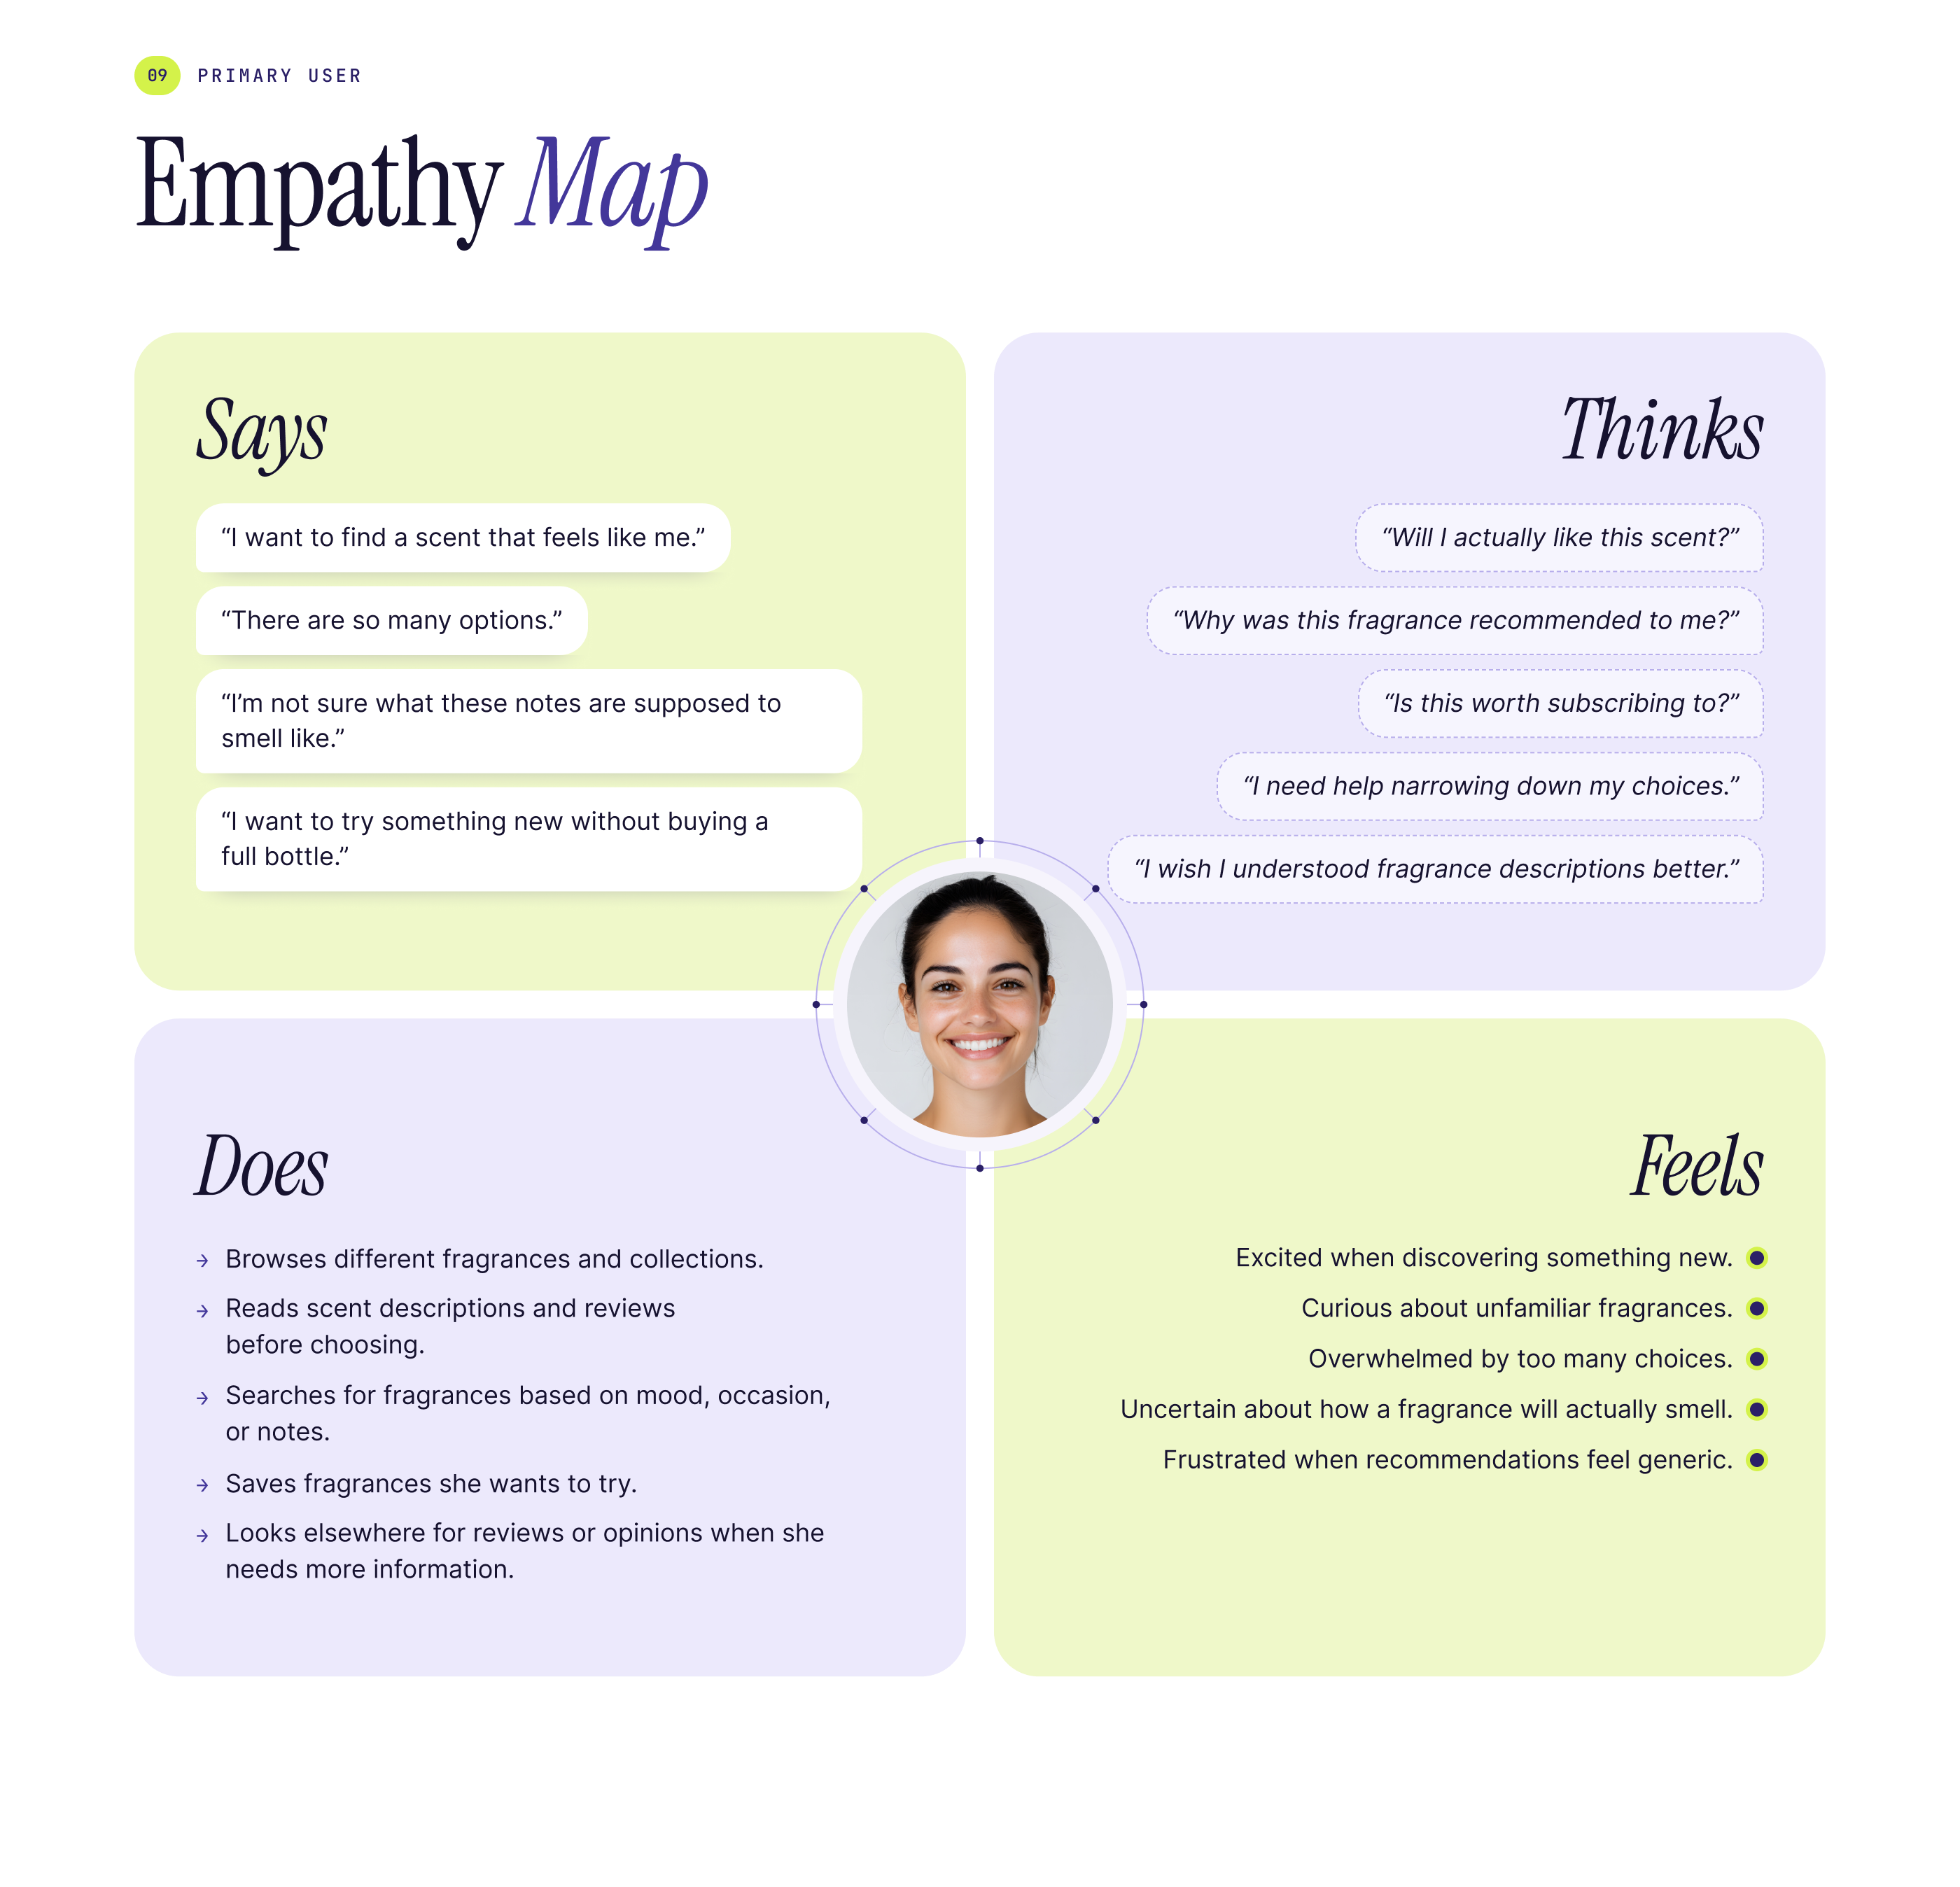 09 PRIMARY USER
Empathy Map
Says
“I want to find a scent that feels like me.”
“There are so many options.”
“I’m not sure what these notes are supposed to
smell like.”
“I want to try something new without buying a
full bottle.”
Thinks
“Will I actually like this scent?”
“Why was this fragrance recommended to me?”
“Is this worth subscribing to?”
“I need help narrowing down my choices.”
“I wish I understood fragrance descriptions better.”
Does
→ Browses different fragrances and collections.
→ Reads scent descriptions and reviews
before choosing.
→ Searches for fragrances based on mood, occasion,
or notes.
→ Saves fragrances she wants to try.
→ Looks elsewhere for reviews or opinions when she
needs more information.
Feels
Excited when discovering something new.
Curious about unfamiliar fragrances.
Overwhelmed by too many choices.
Uncertain about how a fragrance will actually smell.
Frustrated when recommendations feel generic.